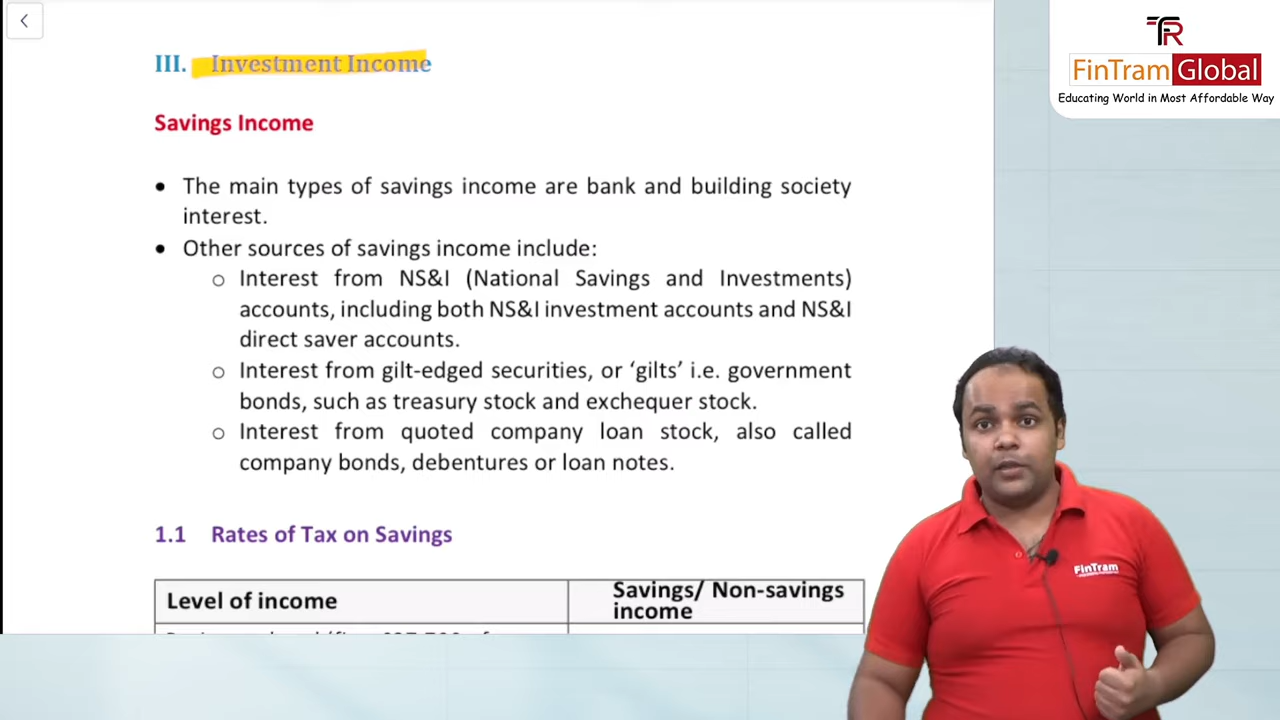 III. Investment Income
Savings Income
• The main types of savings income are bank and building society
interest.
• Other sources of savings income include:
o Interest from NS&I (National Savings and Investments)
accounts, including both NS&I investment accounts and NS&I
direct saver accounts.
o Interest from gilt-edged securities, or ‘gilts’ i.e. government
bonds, such as treasury stock and exchequer stock.
o Interest from quoted company loan stock, also called
company bonds, debentures or loan notes.
1.1 Rates of Tax on Savings
Level of income
Savings/ Non-savings
income
FinTram Global
Educating World in Most Affordable Way
FinTram